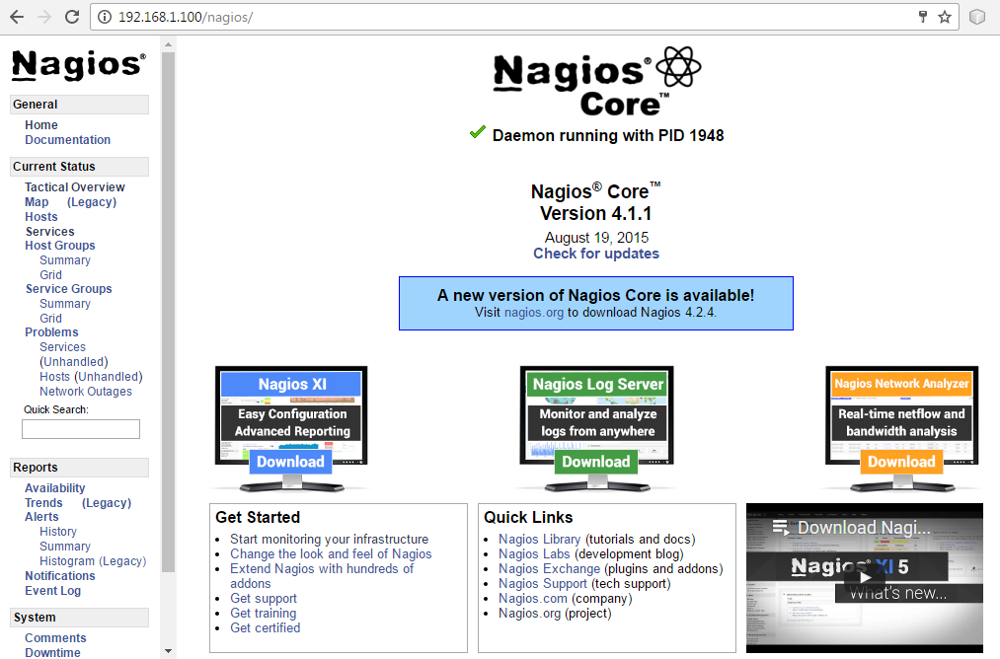 192.168.1.100/nagios/
Nagios®
General
Home
Documentation
Current Status
Tactical Overview
Map (Legacy)
Hosts
Services
Host Groups
Summary
Grid
Service Groups
Summary
Grid
Problems
Services
(Unhandled)
Hosts (Unhandled)
Network Outages
Quick Search:
Reports
Availability
Trends (Legacy)
Alerts
History
Summary
Histogram (Legacy)
Notifications
Event Log
System
Comments
Downtime
Nagios®
Core™
Daemon running with PID 1948
Nagios® Core™
Version 4.1.1
August 19, 2015
Check for updates
A new version of Nagios Core is available!
Visit nagios.org to download Nagios 4.2.4.
Nagios XI
Easy Configuration
Advanced Reporting
Download
Nagios Log Server
Monitor and analyze
logs from anywhere
Download
Nagios Network Analyzer
Real-time netflow and
bandwidth analysis
Download
Get Started
Start monitoring your infrastructure
Change the look and feel of Nagios
Extend Nagios with hundreds of
addons
Get support
Get training
Get certified
Quick Links
Nagios Library (tutorials and docs)
Nagios Labs (development blog)
Nagios Exchange (plugins and addons)
Nagios Support (tech support)
Nagios.com (company)
Nagios.org (project)
Download Nagi...
Nagios® XI 5
What's new...